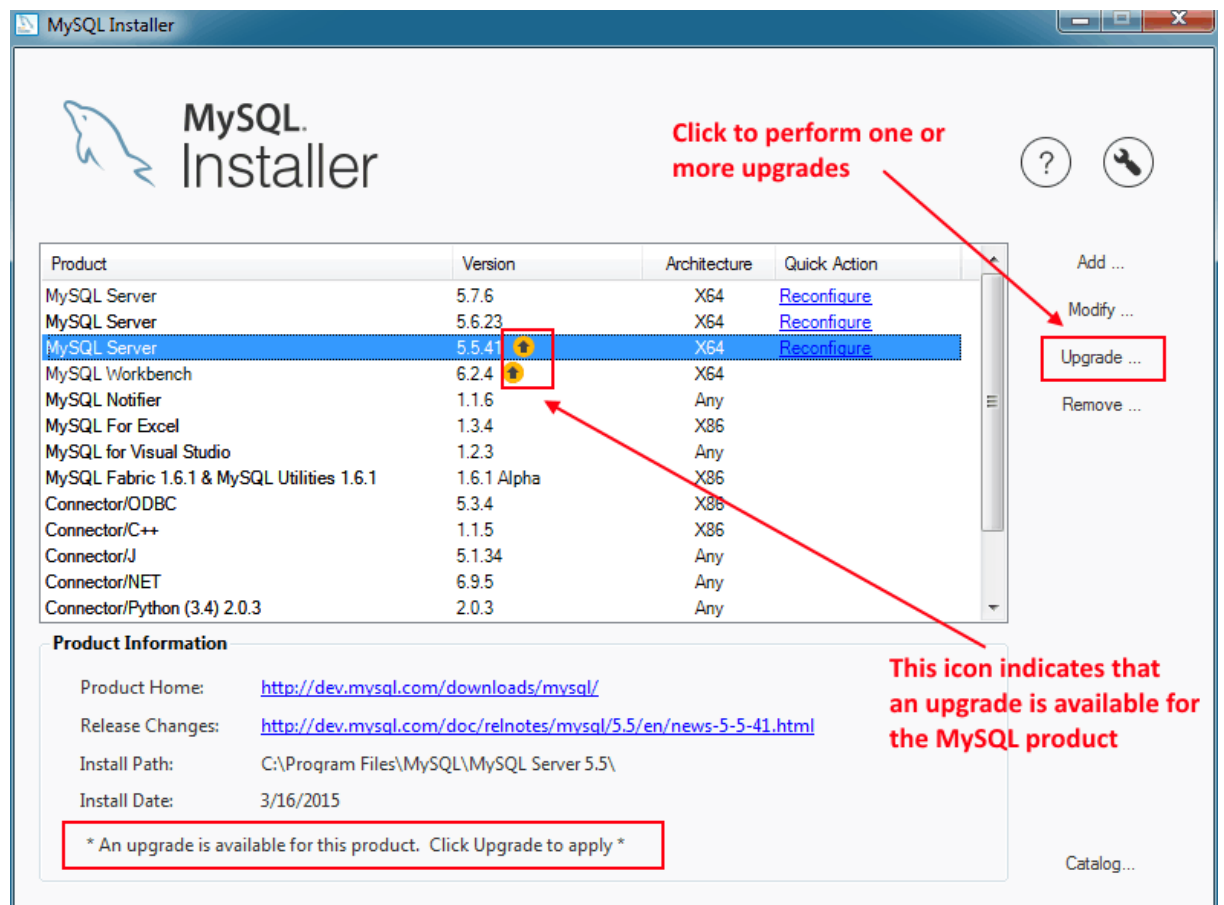 MySQL Installer
MySQL.
Installer
Click to perform one or
more upgrades
?
Product Version Architecture Quick Action
MySQL Server 5.7.6 X64 Reconfigure
MySQL Server 5.6.23 X64 Reconfigure
MySQL Server 5.5.41 X64 Reconfigure
MySQL Workbench 6.2.4 X64
MySQL Notifier 1.1.6 Any
MySQL For Excel 1.3.4 X86
MySQL for Visual Studio 1.2.3 Any
MySQL Fabric 1.6.1 & MySQL Utilities 1.6.1 1.6.1 Alpha X86
Connector/ODBC 5.3.4 X86
Connector/C++ 1.1.5 X86
Connector/J 5.1.34 Any
Connector/NET 6.9.5 Any
Connector/Python (3.4) 2.0.3 2.0.3 Any
Add ...
Modify ...
Upgrade ...
Remove ...
Product Information
Product Home: http://dev.mysql.com/downloads/mysql/
Release Changes: http://dev.mysql.com/doc/relnotes/mysql/5.5/en/news-5-5-41.html
Install Path: C:\Program Files\MySQL\MySQL Server 5.5\
Install Date: 3/16/2015
* An upgrade is available for this product. Click Upgrade to apply *
This icon indicates that
an upgrade is available for
the MySQL product
Catalog...